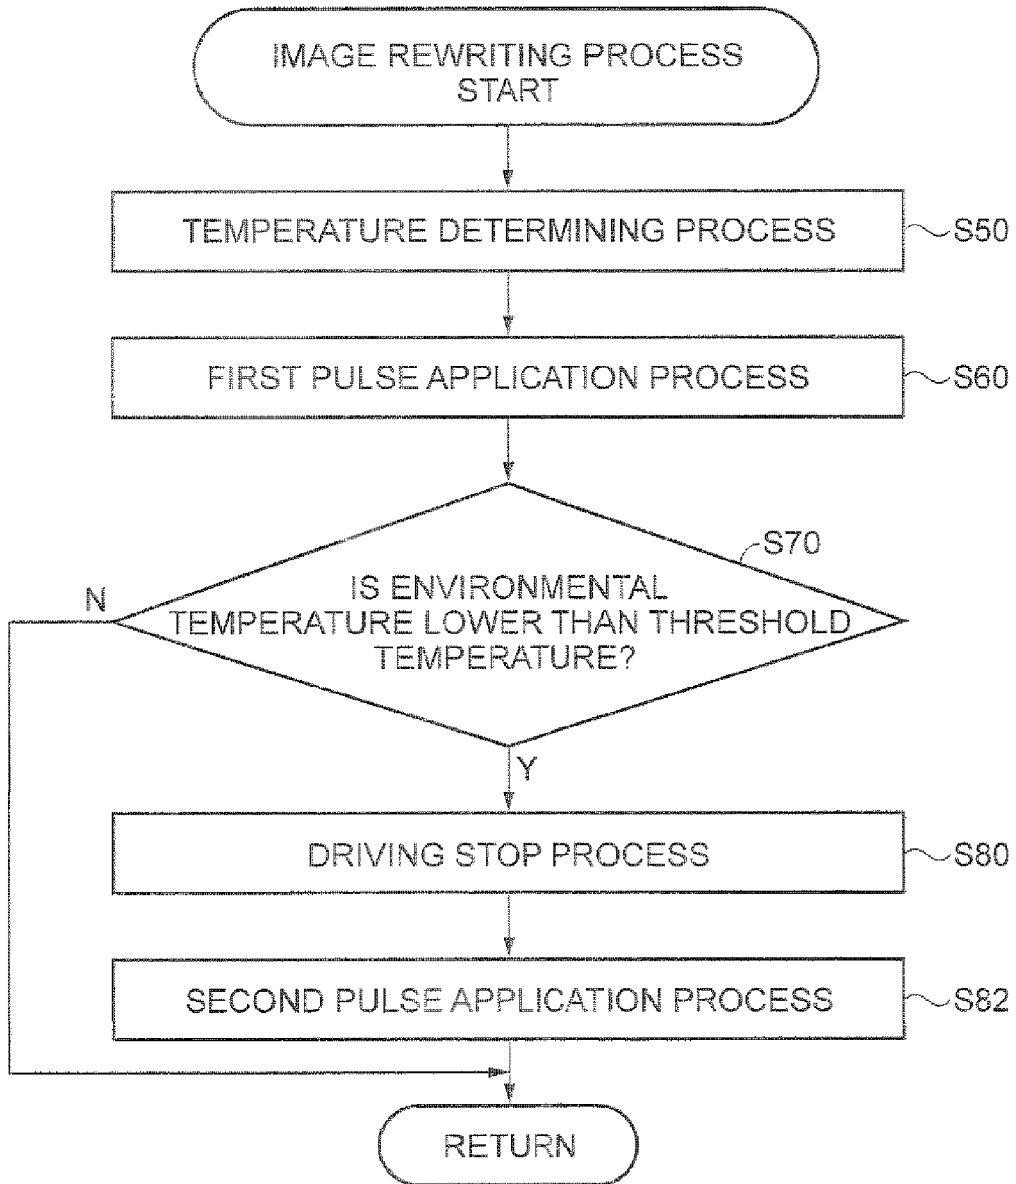 IMAGE REWRITING PROCESS
START
TEMPERATURE DETERMINING PROCESS
S50
FIRST PULSE APPLICATION PROCESS
S60
S70
N
IS ENVIRONMENTAL
TEMPERATURE LOWER THAN THRESHOLD
TEMPERATURE?
Y
DRIVING STOP PROCESS
S80
SECOND PULSE APPLICATION PROCESS
S82
RETURN